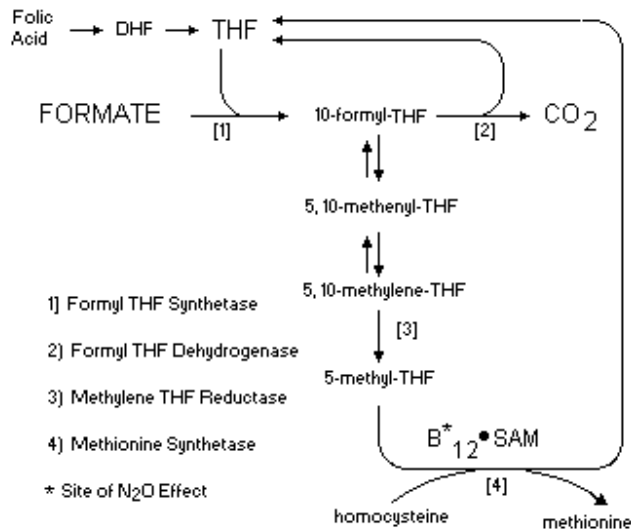 Folic Acid
DHF
THF
FORMATE
[1]
10-formyl-THF
[2]
CO2
5,10-methenyl-THF
5,10-methylene-THF
[3]
5-methyl-THF
1] Formyl THF Synthetase
2) Formyl THF Dehydrogenase
3) Methylene THF Reductase
4) Methionine Synthetase
* Site of N2O Effect
B*12●SAM
[4]
homocysteine
methionine